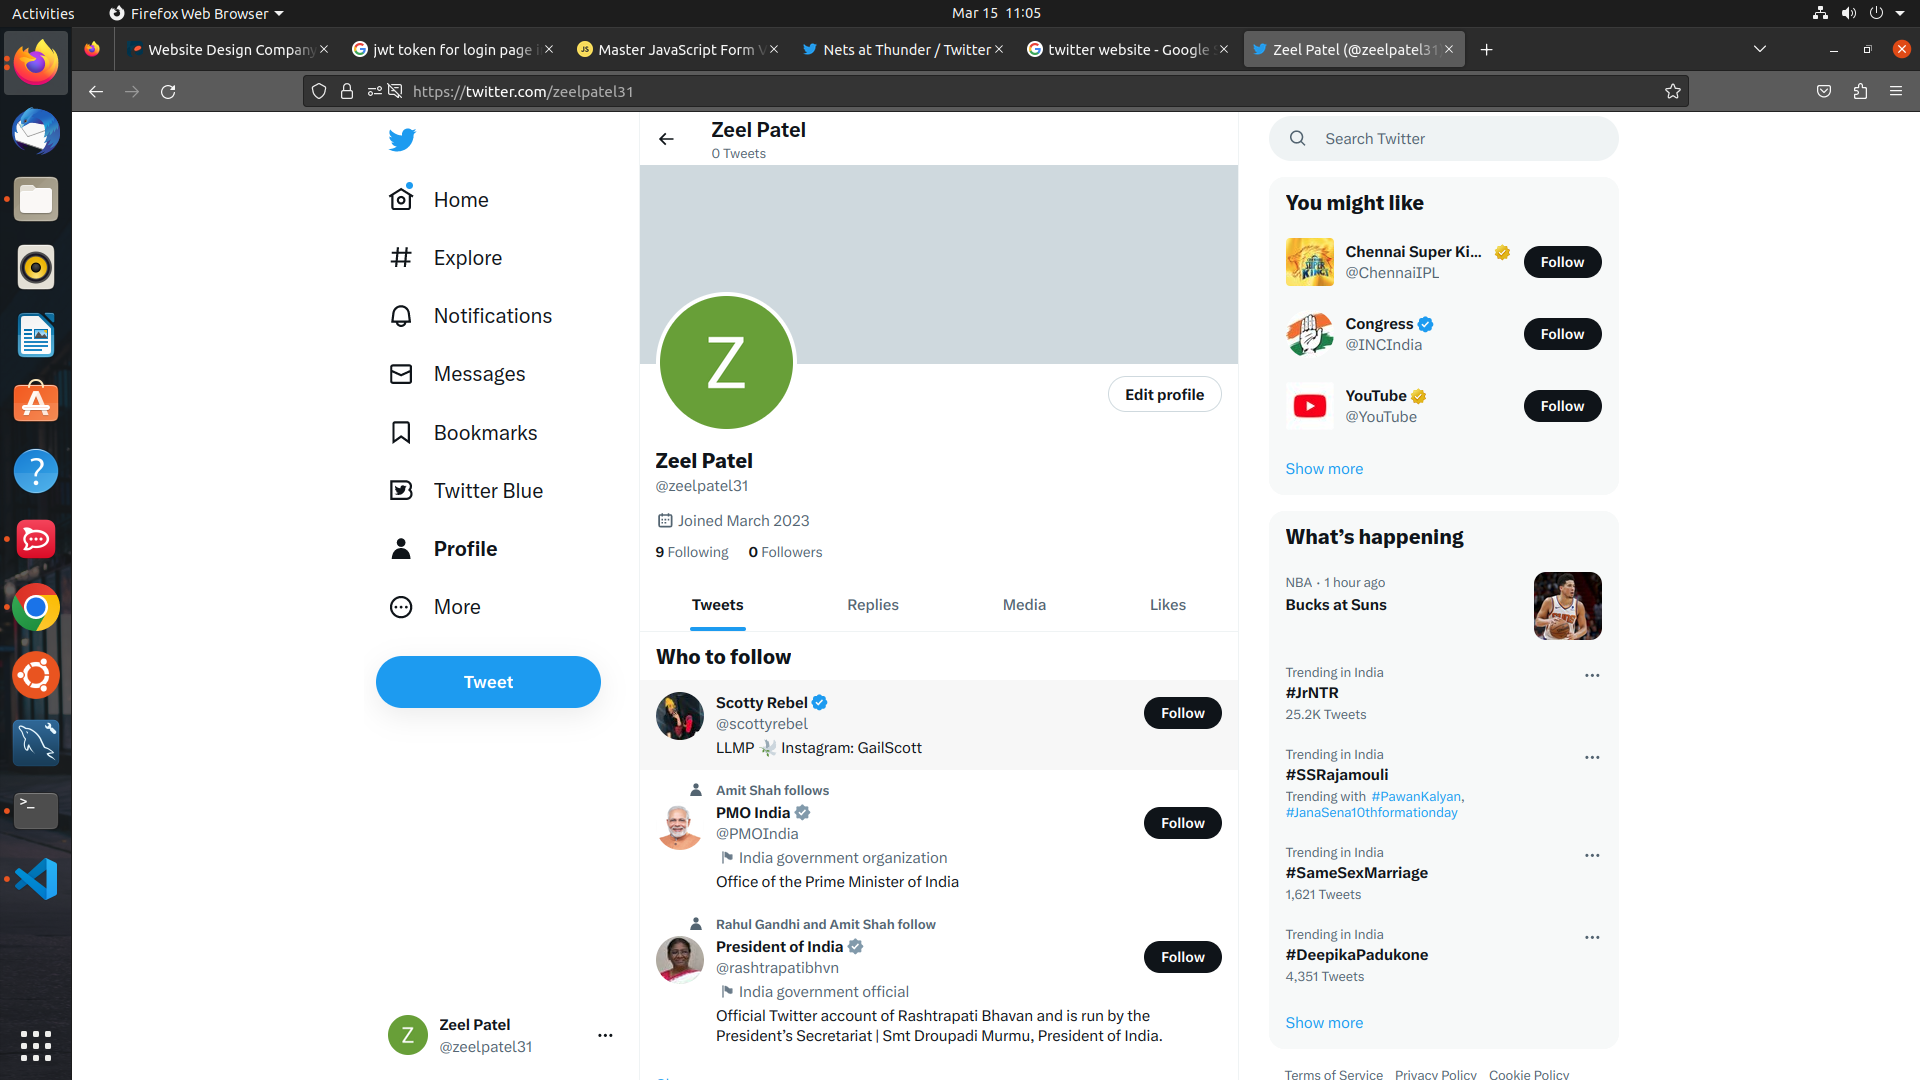 Activities
Firefox Web Browser
Mar 15 11:05
Website Design Company
jwt token for login page i
JS
Master JavaScript Form V
Nets at Thunder / Twitter
twitter website - Google S
Zeel Patel (@zeelpatel31)
https://twitter.com/zeelpatel31
Home
Explore
Notifications
Messages
Bookmarks
Twitter Blue
Profile
More
Tweet
Z
Zeel Patel
@zeelpatel31
Zeel Patel
0 Tweets
Z
Edit profile
Zeel Patel
@zeelpatel31
Joined March 2023
9 Following 0 Followers
Tweets Replies Media Likes
Who to follow
Scotty Rebel
@scottyrebel
LLMP 🕊️ Instagram: GailScott
Follow
Amit Shah follows
PMO India
@PMOIndia
India government organization
Office of the Prime Minister of India
Follow
Rahul Gandhi and Amit Shah follow
President of India
@rashtrapatibhvn
India government official
Official Twitter account of Rashtrapati Bhavan and is run by the
President’s Secretariat | Smt Droupadi Murmu, President of India.
Follow
Search Twitter
You might like
CHENNAI
SUPER
KINGS
Chennai Super Ki...
@ChennaiIPL
Follow
Congress
@INCIndia
Follow
YouTube
@YouTube
Follow
Show more
What’s happening
NBA · 1 hour ago
Bucks at Suns
Trending in India
#JrNTR
25.2K Tweets
Trending in India
#SSRajamouli
Trending with #PawanKalyan,
#JanaSena10thformationday
Trending in India
#SameSexMarriage
1,621 Tweets
Trending in India
#DeepikaPadukone
4,351 Tweets
Show more
Terms of Service Privacy Policy Cookie Policy